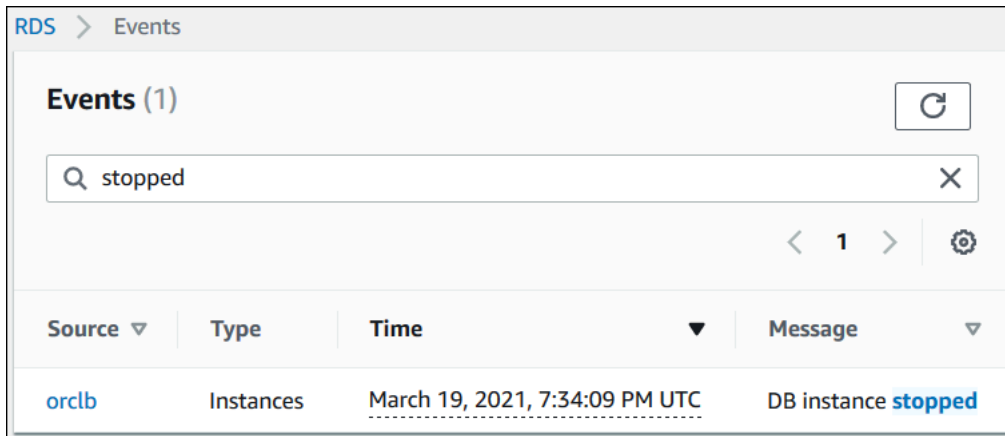 RDS > Events
Events (1)
stopped
1
Source Type Time Message
orclb Instances March 19, 2021, 7:34:09 PM UTC DB instance stopped